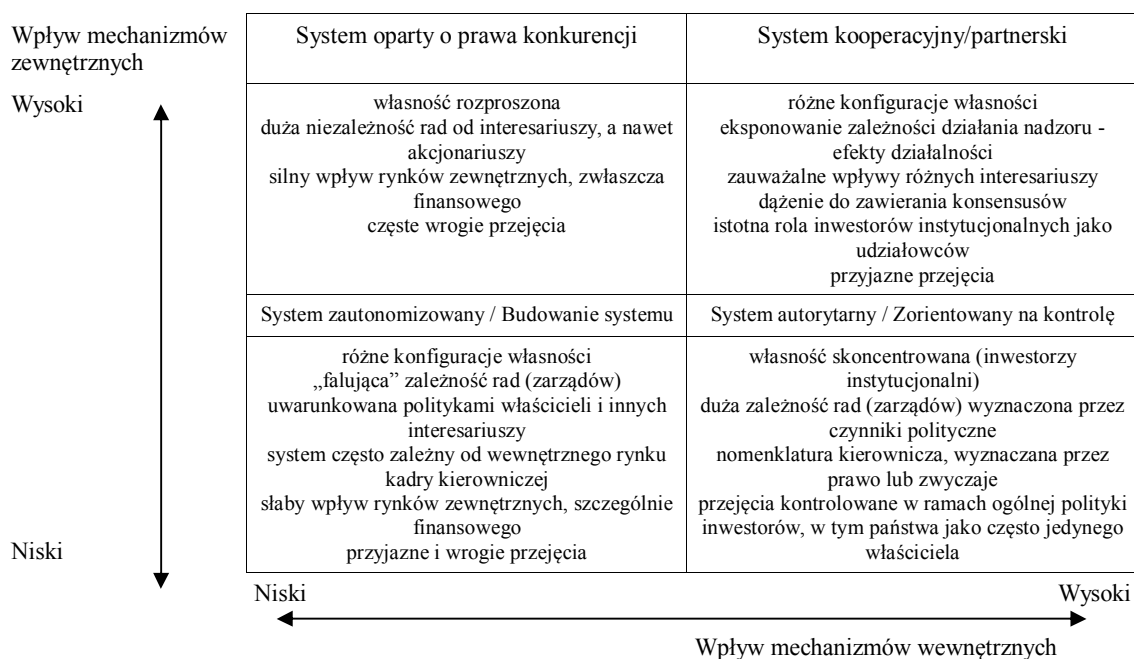 Wpływ mechanizmów
zewnętrznych
System oparty o prawa konkurencji
System kooperacyjny/partnerski
Wysoki
własność rozproszona
duża niezależność rad od interesariuszy, a nawet
akcjonariuszy
silny wpływ rynków zewnętrznych, zwłaszcza
finansowego
częste wrogie przejęcia
różne konfiguracje własności
eksponowanie zależności działania nadzoru -
efekty działalności
zauważalne wpływy różnych interesariuszy
dążenie do zawierania konsensusów
istotna rola inwestorów instytucjonalnych jako
udziałowców
przyjazne przejęcia
System zautonomizowany / Budowanie systemu
System autorytarny / Zorientowany na kontrolę
różne konfiguracje własności
„falująca” zależność rad (zarządów)
uwarunkowana politykami właścicieli i innych
interesariuszy
system często zależny od wewnętrznego rynku
kadry kierowniczej
słaby wpływ rynków zewnętrznych, szczególnie
finansowego
przyjazne i wrogie przejęcia
własność skoncentrowana (inwestorzy
instytucjonalni)
duża zależność rad (zarządów) wyznaczona przez
czynniki polityczne
nomenklatura kierownicza, wyznaczana przez
prawo lub zwyczaje
przejęcia kontrolowane w ramach ogólnej polityki
inwestorów, w tym państwa jako często jedynego
właściciela
Niski
Niski
Wysoki
Wpływ mechanizmów wewnętrznych